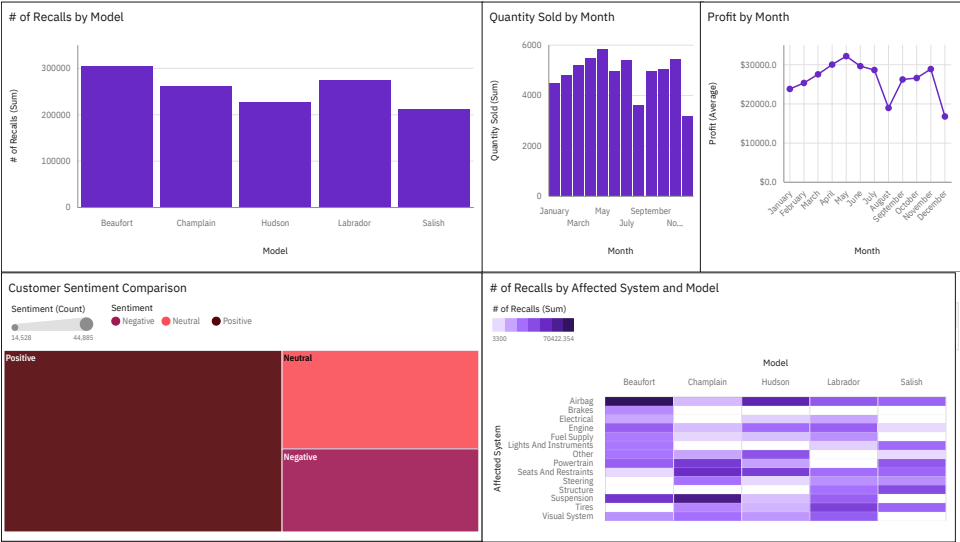 # of Recalls by Model
# of Recalls (Sum)
300000
200000
100000
0
Beaufort
Champlain
Hudson
Labrador
Salish
Model
Quantity Sold by Month
Quantity Sold (Sum)
6000
4000
2000
0
January
March
May
July
September
No...
Month
Profit by Month
Profit (Average)
$30000.0
$20000.0
$10000.0
$0.0
January
February
March
April
May
June
July
August
September
October
November
December
Month
Customer Sentiment Comparison
Sentiment (Count)
14,528
44,885
Sentiment
Negative
Neutral
Positive
Positive
Neutral
Negative
# of Recalls by Affected System and Model
# of Recalls (Sum)
3300
70422.354
Model
Beaufort
Champlain
Hudson
Labrador
Salish
Affected System
Airbag
Brakes
Electrical
Engine
Fuel Supply
Lights And Instruments
Other
Powertrain
Seats And Restraints
Steering
Structure
Suspension
Tires
Visual System